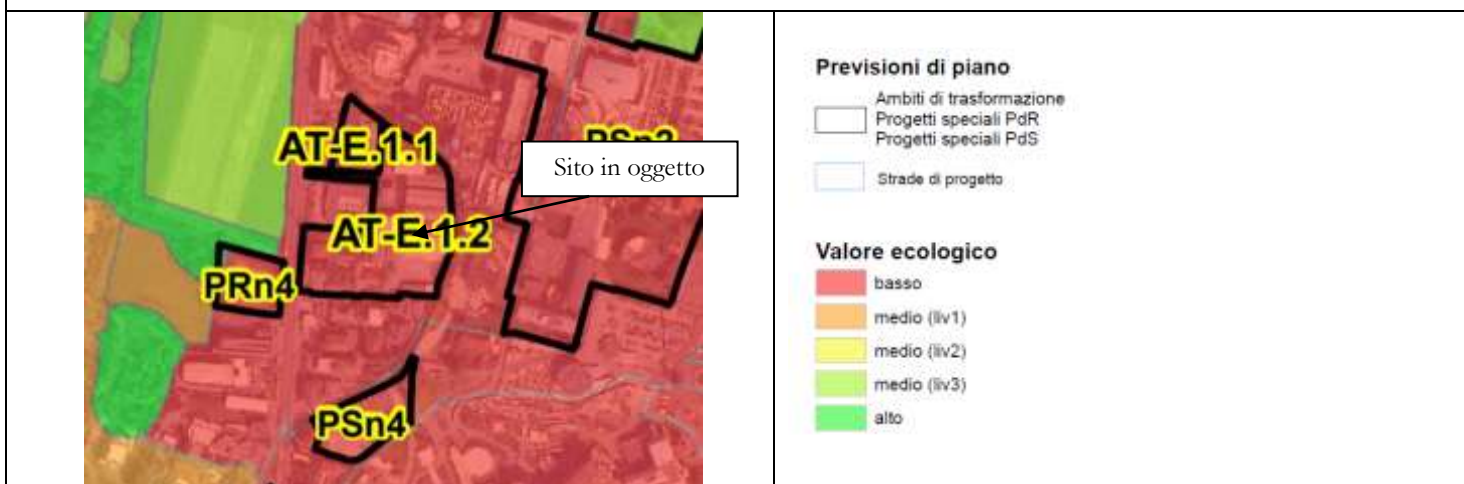 AT-E.1.1
PSn2
Sito in oggetto
AT-E.1.2
PRn4
PSn4
Previsioni di piano
Ambiti di trasformazione
Progetti speciali PdR
Progetti speciali PdS
Strade di progetto
Valore ecologico
basso
medio (liv1)
medio (liv2)
medio (liv3)
alto